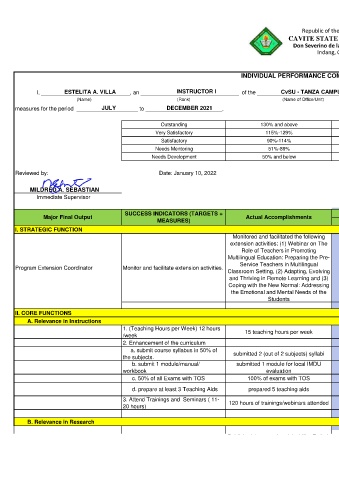 Republic of the
CAVITE STATE
Don Severino de l
Indang,
INDIVIDUAL PERFORMANCE COM
I, ESTELITA A. VILLA, an INSTRUCTOR I of the CvSU - TANZA CAMP
(Name) (Rank) (Name of Office/Unit)
measures for the period JULY to DECEMBER 2021.
Outstanding 130% and above
Very Satisfactory 115%-129%
Satisfactory 90%-114%
Needs Mentoring 51%-89%
Needs Development 50% and below
Reviewed by: Date: January 10, 2022
MILDRED A. SEBASTIAN
Immediate Supervisor
Major Final Output
SUCCESS INDICATORS (TARGETS +
MEASURES)
Actual Accomplishments
I. STRATEGIC FUNCTION
Program Extension Coordinator
Monitor and facilitate extension activities.
Monitored and facilitated the following
extension activities: (1) Webinar on The
Role of Teachers in Promoting
Multilingual Education: Preparing the Pre-
Service Teachers in Multilingual
Classroom Setting, (2) Adapting, Evolving
and Thriving in Remote Learning and (3)
Coping with the New Normal: Addressing
the Emotional and Mental Needs of the
Students
II. CORE FUNCTIONS
A. Relevance in Instructions
1. (Teaching Hours per Week) 12 hours
/week
15 teaching hours per week
2. Enhancement of the curriculum
a. submit course syllabus in 50% of
the subjects
submitted 2 (out of 2 subjects) syllabi
b. submit 1 module/manual/
workbook
submitted 1 module for local IMDU
evaluation
c. 50% of all Exams with TOS
100% of exams with TOS
d. prepare at least 3 Teaching Aids
prepared 5 teaching aids
3. Attend Trainings and Seminars ( 11-
20 hours)
120 hours of trainings/webinars attended
B. Relevance in Research